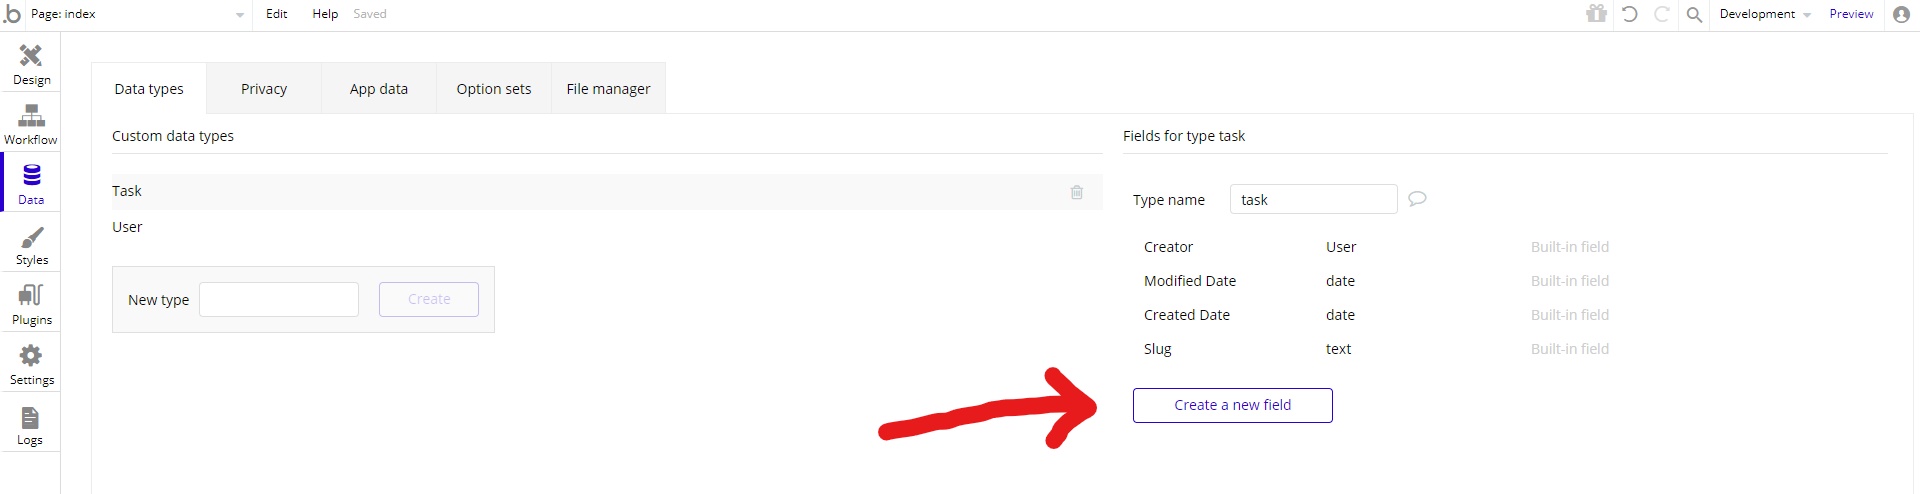 .b Page: index Edit Help Saved Development Preview
Design
Workflow
Data
Styles
Plugins
Settings
Logs
Data types Privacy App data Option sets File manager
Custom data types
Task
User
New type Create
Fields for type task
Type name task
Creator User Built-in field
Modified Date date Built-in field
Created Date date Built-in field
Slug text Built-in field
Create a new field